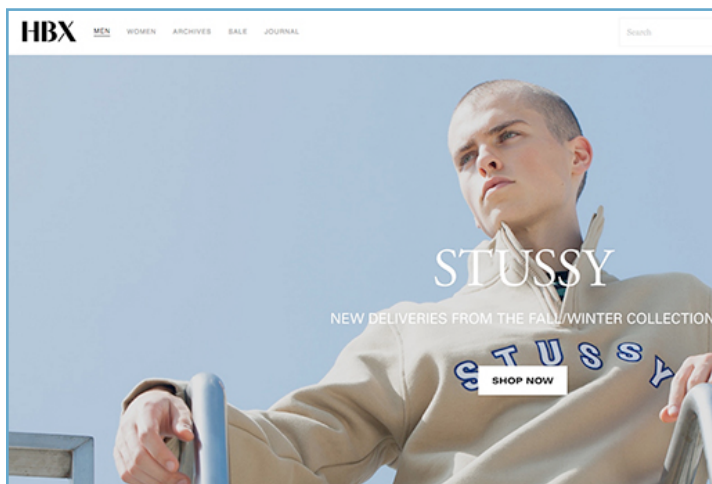 HBX MEN WOMEN ARCHIVES SALE JOURNAL Search
STUSSY
NEW DELIVERIES FROM THE FALL/WINTER COLLECTION
STUSSY
SHOP NOW